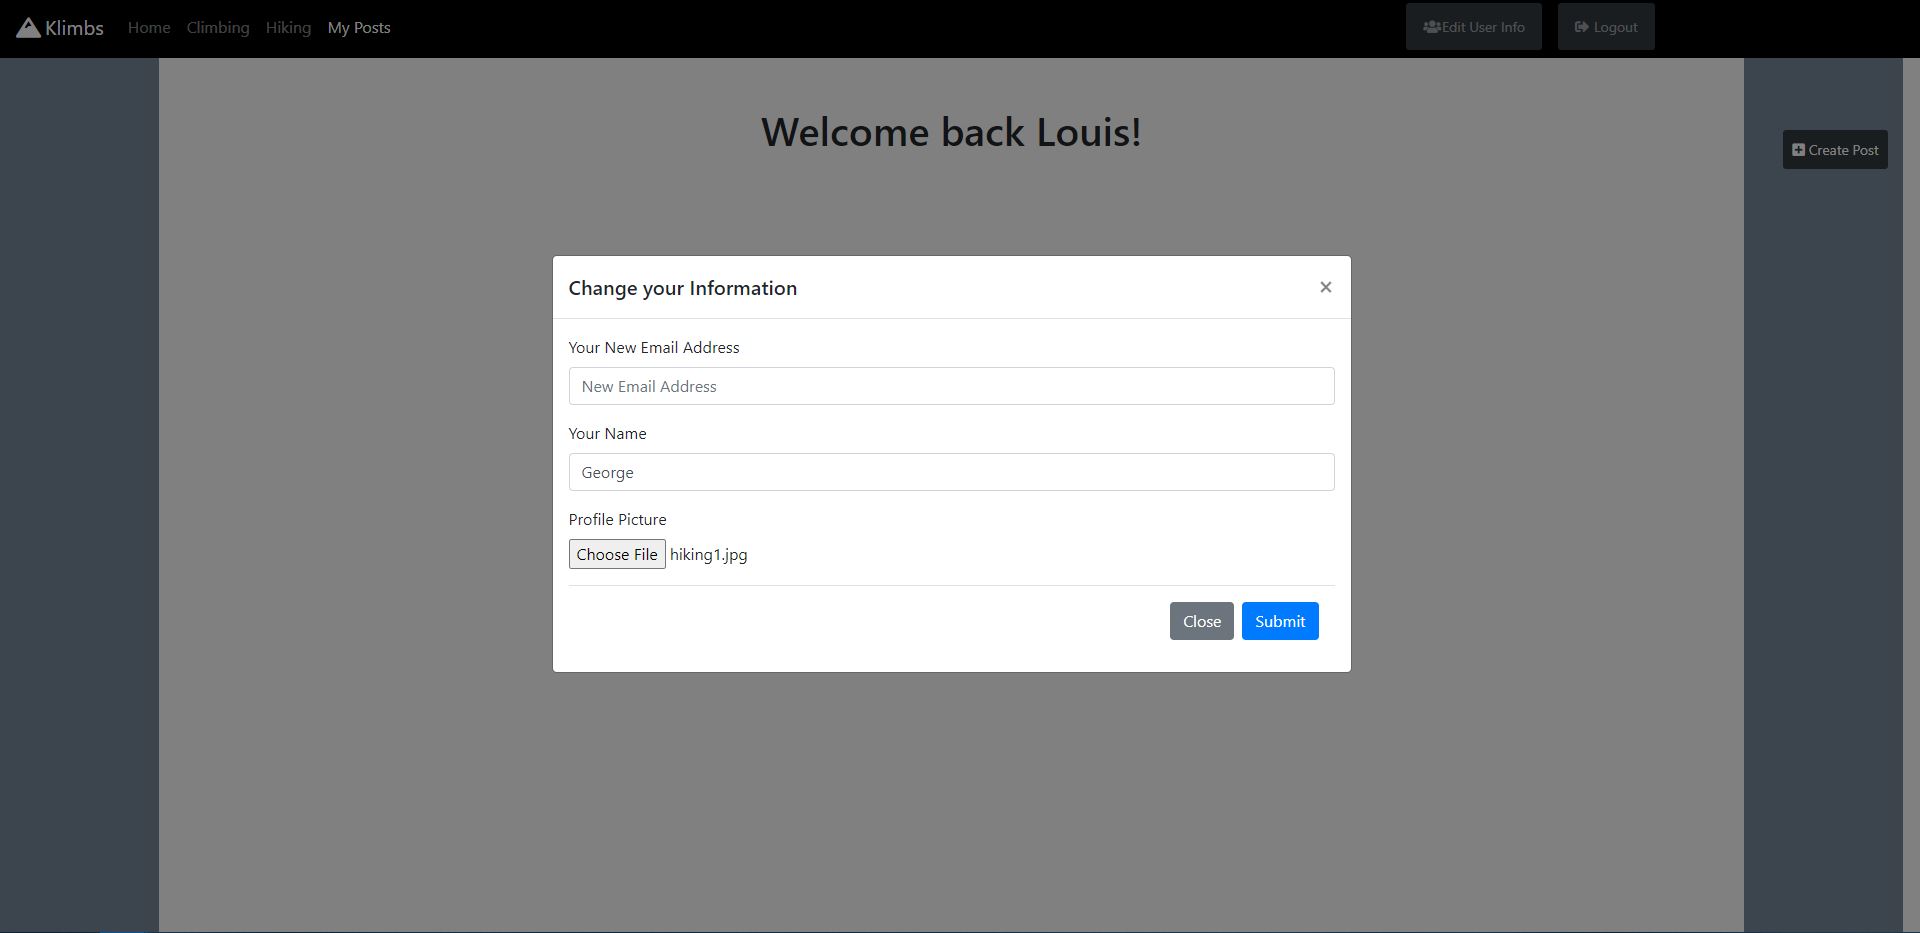 Klimbs Home Climbing Hiking My Posts Edit User Info Logout
Welcome back Louis!
Create Post
Change your Information ×
Your New Email Address
New Email Address
Your Name
George
Profile Picture
Choose File hiking1.jpg
Close Submit